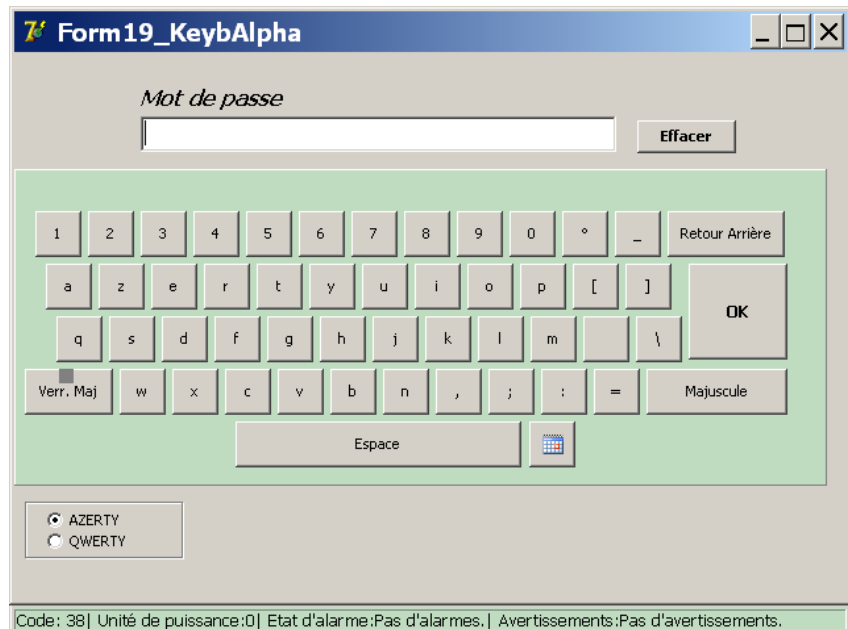 Form19_KeybAlpha
Mot de passe
Effacer
1 2 3 4 5 6 7 8 9 0 ° _ Retour Arrière
a z e r t y u i o p [ ]
OK
q s d f g h j k l m \
Verr. Maj w x c v b n , ; : = Majuscule
Espace
AZERTY
QWERTY
Code: 38| Unité de puissance:0| Etat d'alarme:Pas d'alarmes.| Avertissements:Pas d'avertissements.